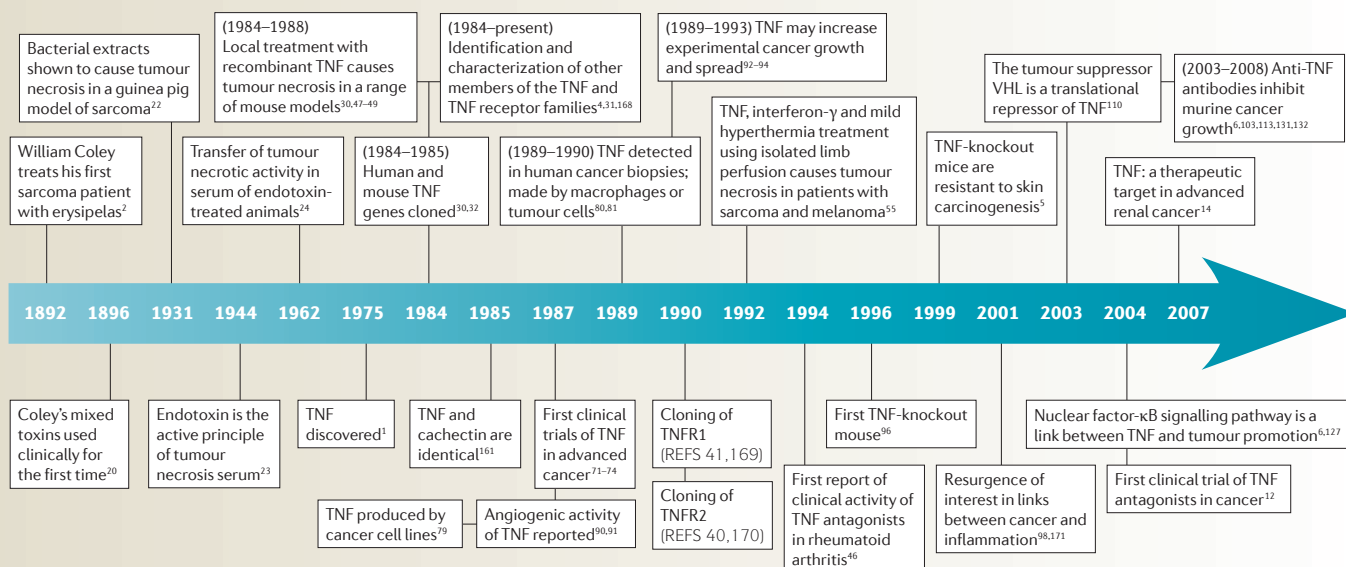 Bacterial extracts
shown to cause tumour
necrosis in a guinea pig
model of sarcoma22
(1984–1988)
Local treatment with
recombinant TNF causes
tumour necrosis in a range
of mouse models30,47–49
(1984–present)
Identification and
characterization of other
members of the TNF and
TNF receptor families4,31,168
(1989–1993) TNF may increase
experimental cancer growth
and spread92–94
The tumour suppressor
VHL is a translational
repressor of TNF110
(2003–2008) Anti-TNF
antibodies inhibit
murine cancer
growth6,103,113,131,132
William Coley
treats his first
sarcoma patient
with erysipelas2
Transfer of tumour
necrotic activity in
serum of endotoxin-
treated animals24
(1984–1985)
Human and
mouse TNF
genes cloned30,32
(1989–1990) TNF detected
in human cancer biopsies;
made by macrophages or
tumour cells80,81
TNF, interferon-γ and mild
hyperthermia treatment
using isolated limb
perfusion causes tumour
necrosis in patients with
sarcoma and melanoma55
TNF-knockout
mice are
resistant to skin
carcinogenesis5
TNF: a therapeutic
target in advanced
renal cancer14
1892 1896 1931 1944 1962 1975 1984 1985 1987 1989 1990 1992 1994 1996 1999 2001 2003 2004 2007
Coley's mixed
toxins used
clinically for
the first time20
Endotoxin is the
active principle
of tumour
necrosis serum23
TNF
discovered1
TNF and
cachectin are
identical161
First clinical
trials of TNF
in advanced
cancer71–74
TNF produced by
cancer cell lines79
Angiogenic activity
of TNF reported90,91
Cloning of
TNFR1
(REFS 41,169)
Cloning of
TNFR2
(REFS 40,170)
First report of
clinical activity of
TNF antagonists
in rheumatoid
arthritis46
First TNF-knockout
mouse96
Resurgence of
interest in links
between cancer and
inflammation98,171
Nuclear factor-κB signalling pathway is a
link between TNF and tumour promotion6,127
First clinical trial of TNF
antagonists in cancer12